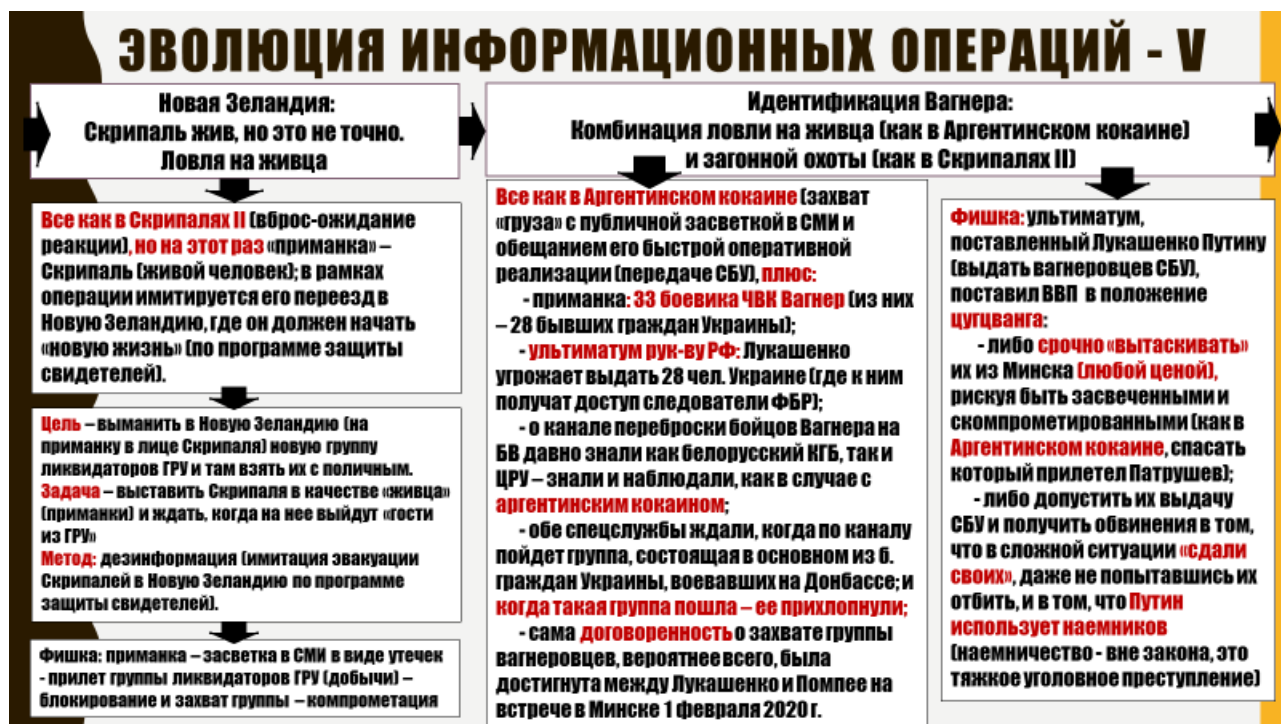 ЭВОЛЮЦИЯ ИНФОРМАЦИОННЫХ ОПЕРАЦИЙ - V
Новая Зеландия:
Скрипаль жив, но это не точно.
Ловля на живца
Все как в Скрипалях II (вброс-ожидание
реакции), но на этот раз «приманка» –
Скрипаль (живой человек); в рамках
операции имитируется его переезд в
Новую Зеландию, где он должен начать
«новую жизнь» (по программе защиты
свидетелей).
Цель – выманить в Новую Зеландию (на
приманку в лице Скрипаля) новую группу
ликвидаторов ГРУ и там взять их с поличным.
Задача – выставить Скрипаля в качестве «живца»
(приманки) и ждать, когда на нее выйдут «гости
из ГРУ»
Метод: дезинформация (имитация эвакуации
Скрипалей в Новую Зеландию по программе
защиты свидетелей).
Фишка: приманка – засветка в СМИ в виде утечек
- прилет группы ликвидаторов ГРУ (добычи) –
блокирование и захват группы – компрометация
Идентификация Вагнера:
Комбинация ловли на живца (как в Аргентинском кокаине)
и загонной охоты (как в Скрипалях II)
Все как в Аргентинском кокаине (захват
«груза» с публичной засветкой в СМИ и
обещанием его быстрой оперативной
реализации (передаче СБУ), плюс:
- приманка: 33 боевика ЧВК Вагнер (из них
– 28 бывших граждан Украины);
- ультиматум рук-ву РФ: Лукашенко
угрожает выдать 28 чел. Украине (где к ним
получат доступ следователи ФБР);
- о канале переброски бойцов Вагнера на
БВ давно знали как белорусский КГБ, так и
ЦРУ – знали и наблюдали, как в случае с
аргентинским кокаином;
- обе спецслужбы ждали, когда по каналу
пойдет группа, состоящая в основном из б.
граждан Украины, воевавших на Донбассе; и
когда такая группа пошла – ее прихлопнули;
- сама договоренность о захвате группы
вагнеровцев, вероятнее всего, была
достигнута между Лукашенко и Помпее на
встрече в Минске 1 февраля 2020 г.
Фишка: ультиматум,
поставленный Лукашенко Путину
(выдать вагнеровцев СБУ),
поставил ВВП в положение
цугцванга:
- либо срочно «вытаскивать»
их из Минска (любой ценой),
рискуя быть засвеченными и
скомпрометированными (как в
Аргентинском кокаине, спасать
который прилетел Патрушев);
- либо допустить их выдачу
СБУ и получить обвинения в том,
что в сложной ситуации «сдали
своих», даже не попытавшись их
отбить, и в том, что Путин
использует наемников
(наемничество - вне закона, это
тяжкое уголовное преступление)